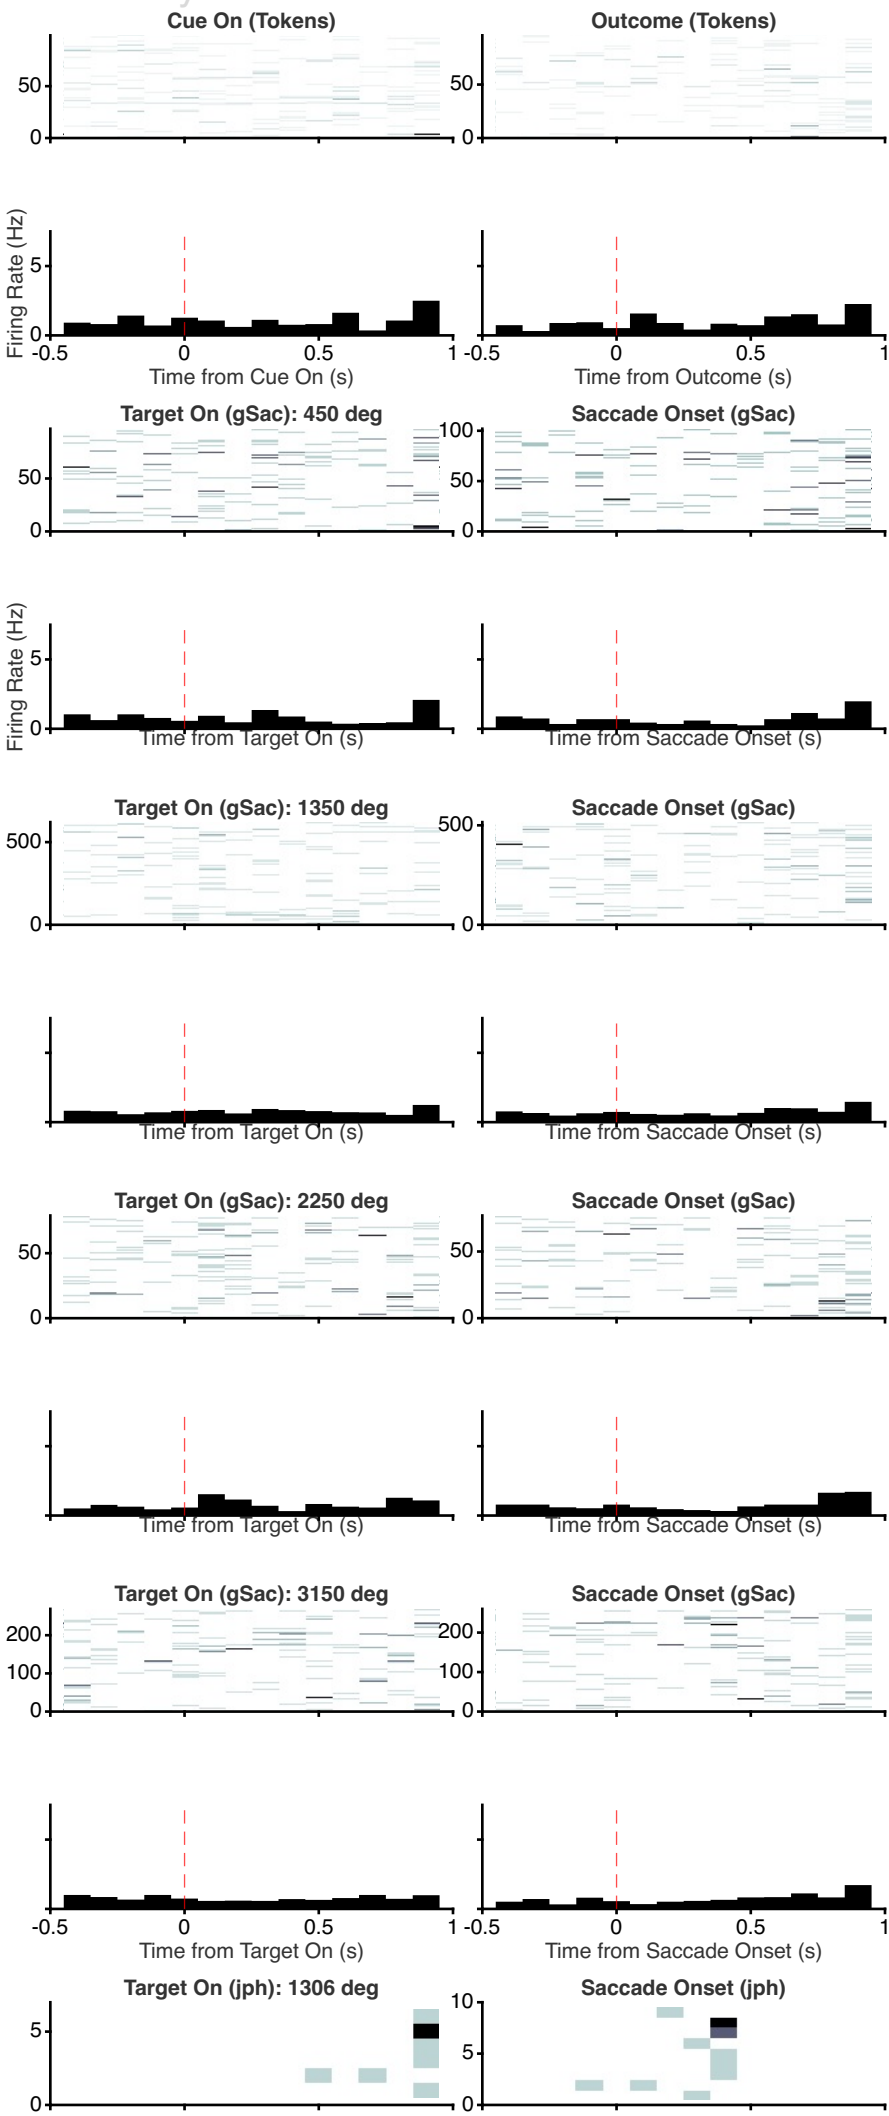 Cue On (Tokens) Outcome (Tokens)
50 50
0 0
Firing Rate (Hz)
5
0
-0.5 0 0.5 1 -0.5 0 0.5 1
Time from Cue On (s) Time from Outcome (s)
Target On (gSac): 450 deg Saccade Onset (gSac)
100
50 50
0 0
Firing Rate (Hz)
5
0
Time from Target On (s) Time from Saccade Onset (s)
Target On (gSac): 1350 deg Saccade Onset (gSac)
500 500
0 0
Time from Target On (s) Time from Saccade Onset (s)
Target On (gSac): 2250 deg Saccade Onset (gSac)
50 50
0 0
Time from Target On (s) Time from Saccade Onset (s)
Target On (gSac): 3150 deg Saccade Onset (gSac)
200 200
100 100
0 0
-0.5 0 0.5 1 -0.5 0 0.5 1
Time from Target On (s) Time from Saccade Onset (s)
Target On (jph): 1306 deg Saccade Onset (jph)
10
5 5
0 0